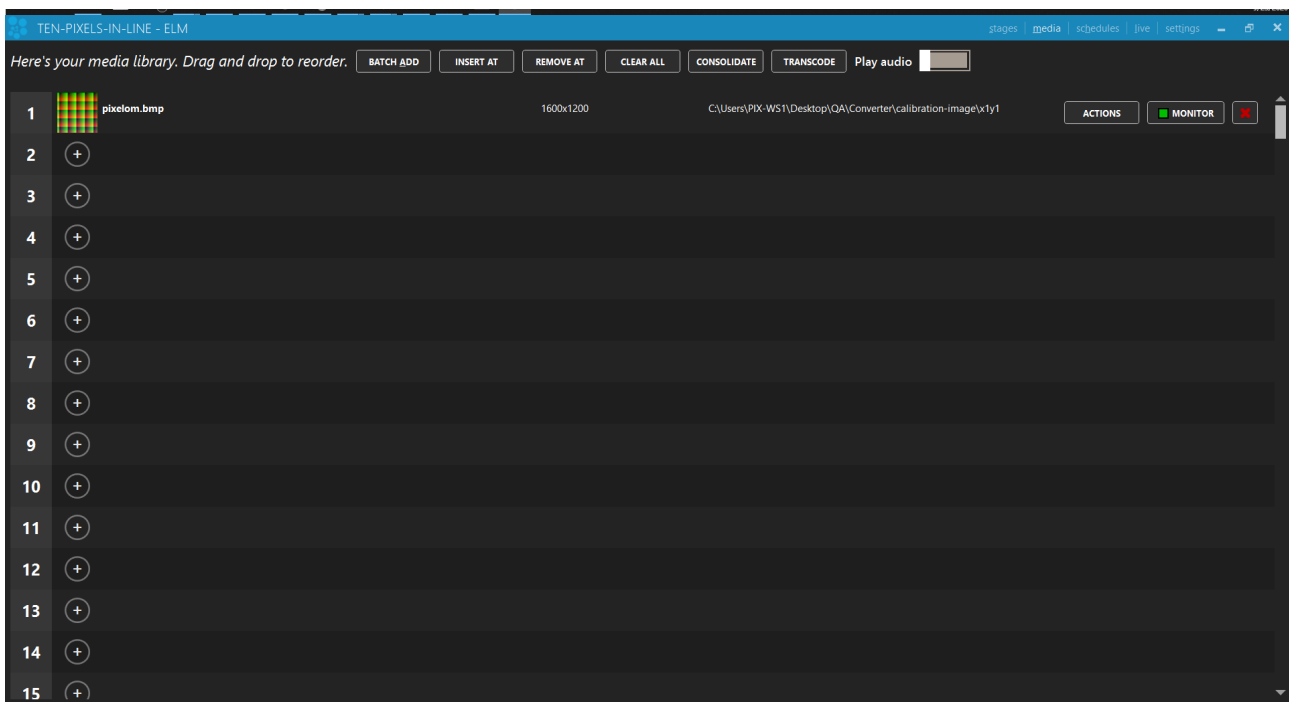 TEN-PIXELS-IN-LINE - ELM
stages | media | schedules | live | settings
Here's your media library. Drag and drop to reorder.
BATCH ADD
INSERT AT
REMOVE AT
CLEAR ALL
CONSOLIDATE
TRANSCODE
Play audio
1 pixelom.bmp 1600x1200 C:\Users\PIX-WS1\Desktop\QA\Converter\calibration-image\x1y1 ACTIONS MONITOR
2 +
3 +
4 +
5 +
6 +
7 +
8 +
9 +
10 +
11 +
12 +
13 +
14 +
15 +